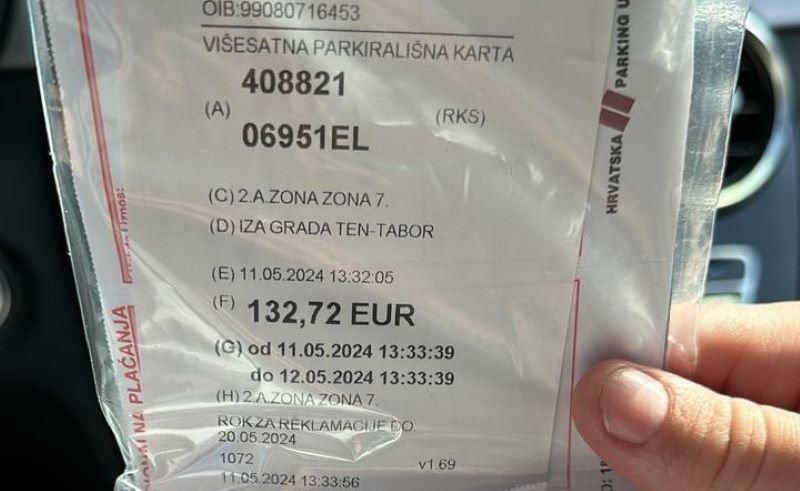 OIB:99080716453
VIŠESATNA PARKIRALIŠNA KARTA
408821
(A)
(RKS)
06951EL
(C) 2.A.ZONA ZONA 7.
(D) IZA GRADA TEN-TABOR
(E) 11.05.2024 13:32:05
(F) 132,72 EUR
(G) od 11.05.2024 13:33:39
do 12.05.2024 13:33:39
(H) 2.A.ZONA ZONA 7.
ROK ZA REKLAMACIJE DO:
20.05.2024
1072
v1.69
11.05.2024 13:33:56
HRVATSKA
PARKING U
NA PLAĆANJA